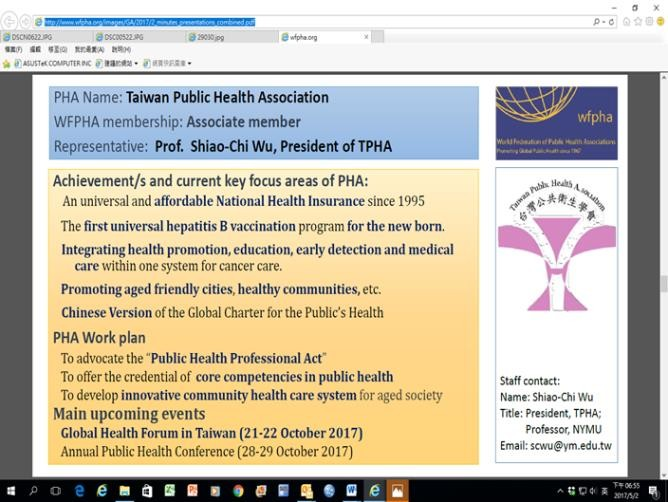 http://www.wfpha.org/images/GA/2017/2_minutes_presentations_combined.pdf
DSCN0622.JPG
DSC00522.JPG
29030.jpg
wfpha.org
檔案(F) 編輯 移至(G) 我的最愛(A) 說明(H)
ASUSTeK COMPUTER INC 建議的網站 網頁快訊圖庫
PHA Name: Taiwan Public Health Association
WFPHA membership: Associate member
Representative: Prof. Shiao-Chi Wu, President of TPHA
wfpha
World Federation of Public Health Associations
Promoting Global Public Health since 1967
Achievement/s and current key focus areas of PHA:
An universal and affordable National Health Insurance since 1995
The first universal hepatitis B vaccination program for the new born.
Integrating health promotion, education, early detection and medical
care within one system for cancer care.
Promoting aged friendly cities, healthy communities, etc.
Chinese Version of the Global Charter for the Public's Health
PHA Work plan
To advocate the “Public Health Professional Act”
To offer the credential of core competencies in public health
To develop innovative community health care system for aged society
Main upcoming events
Global Health Forum in Taiwan (21-22 October 2017)
Annual Public Health Conference (28-29 October 2017)
Taiwan Public Health Association
台灣公共衛生學會
Staff contact:
Name: Shiao-Chi Wu
Title: President, TPHA;
Professor, NYMU
Email: scwu@ym.edu.tw
英
下午 06:55
2017/5/2